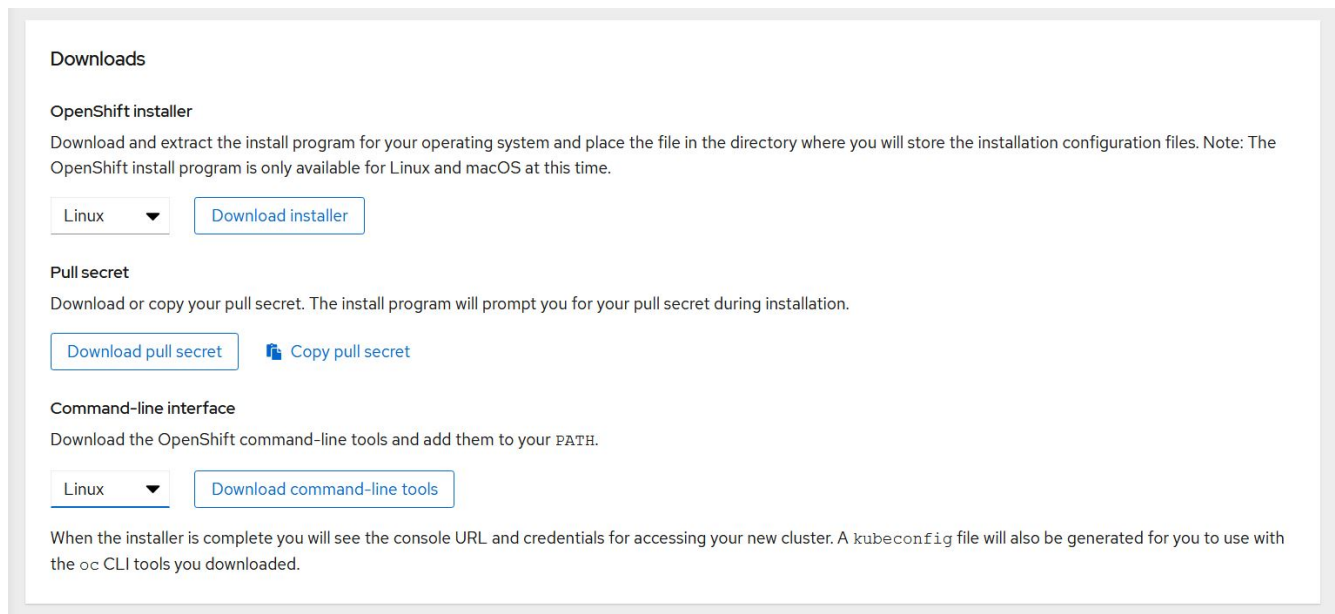 Downloads
OpenShift installer
Download and extract the install program for your operating system and place the file in the directory where you will store the installation configuration files. Note: The
OpenShift install program is only available for Linux and macOS at this time.
Linux Download installer
Pull secret
Download or copy your pull secret. The install program will prompt you for your pull secret during installation.
Download pull secret Copy pull secret
Command-line interface
Download the OpenShift command-line tools and add them to your PATH.
Linux Download command-line tools
When the installer is complete you will see the console URL and credentials for accessing your new cluster. A kubeconfig file will also be generated for you to use with
the oc CLI tools you downloaded.